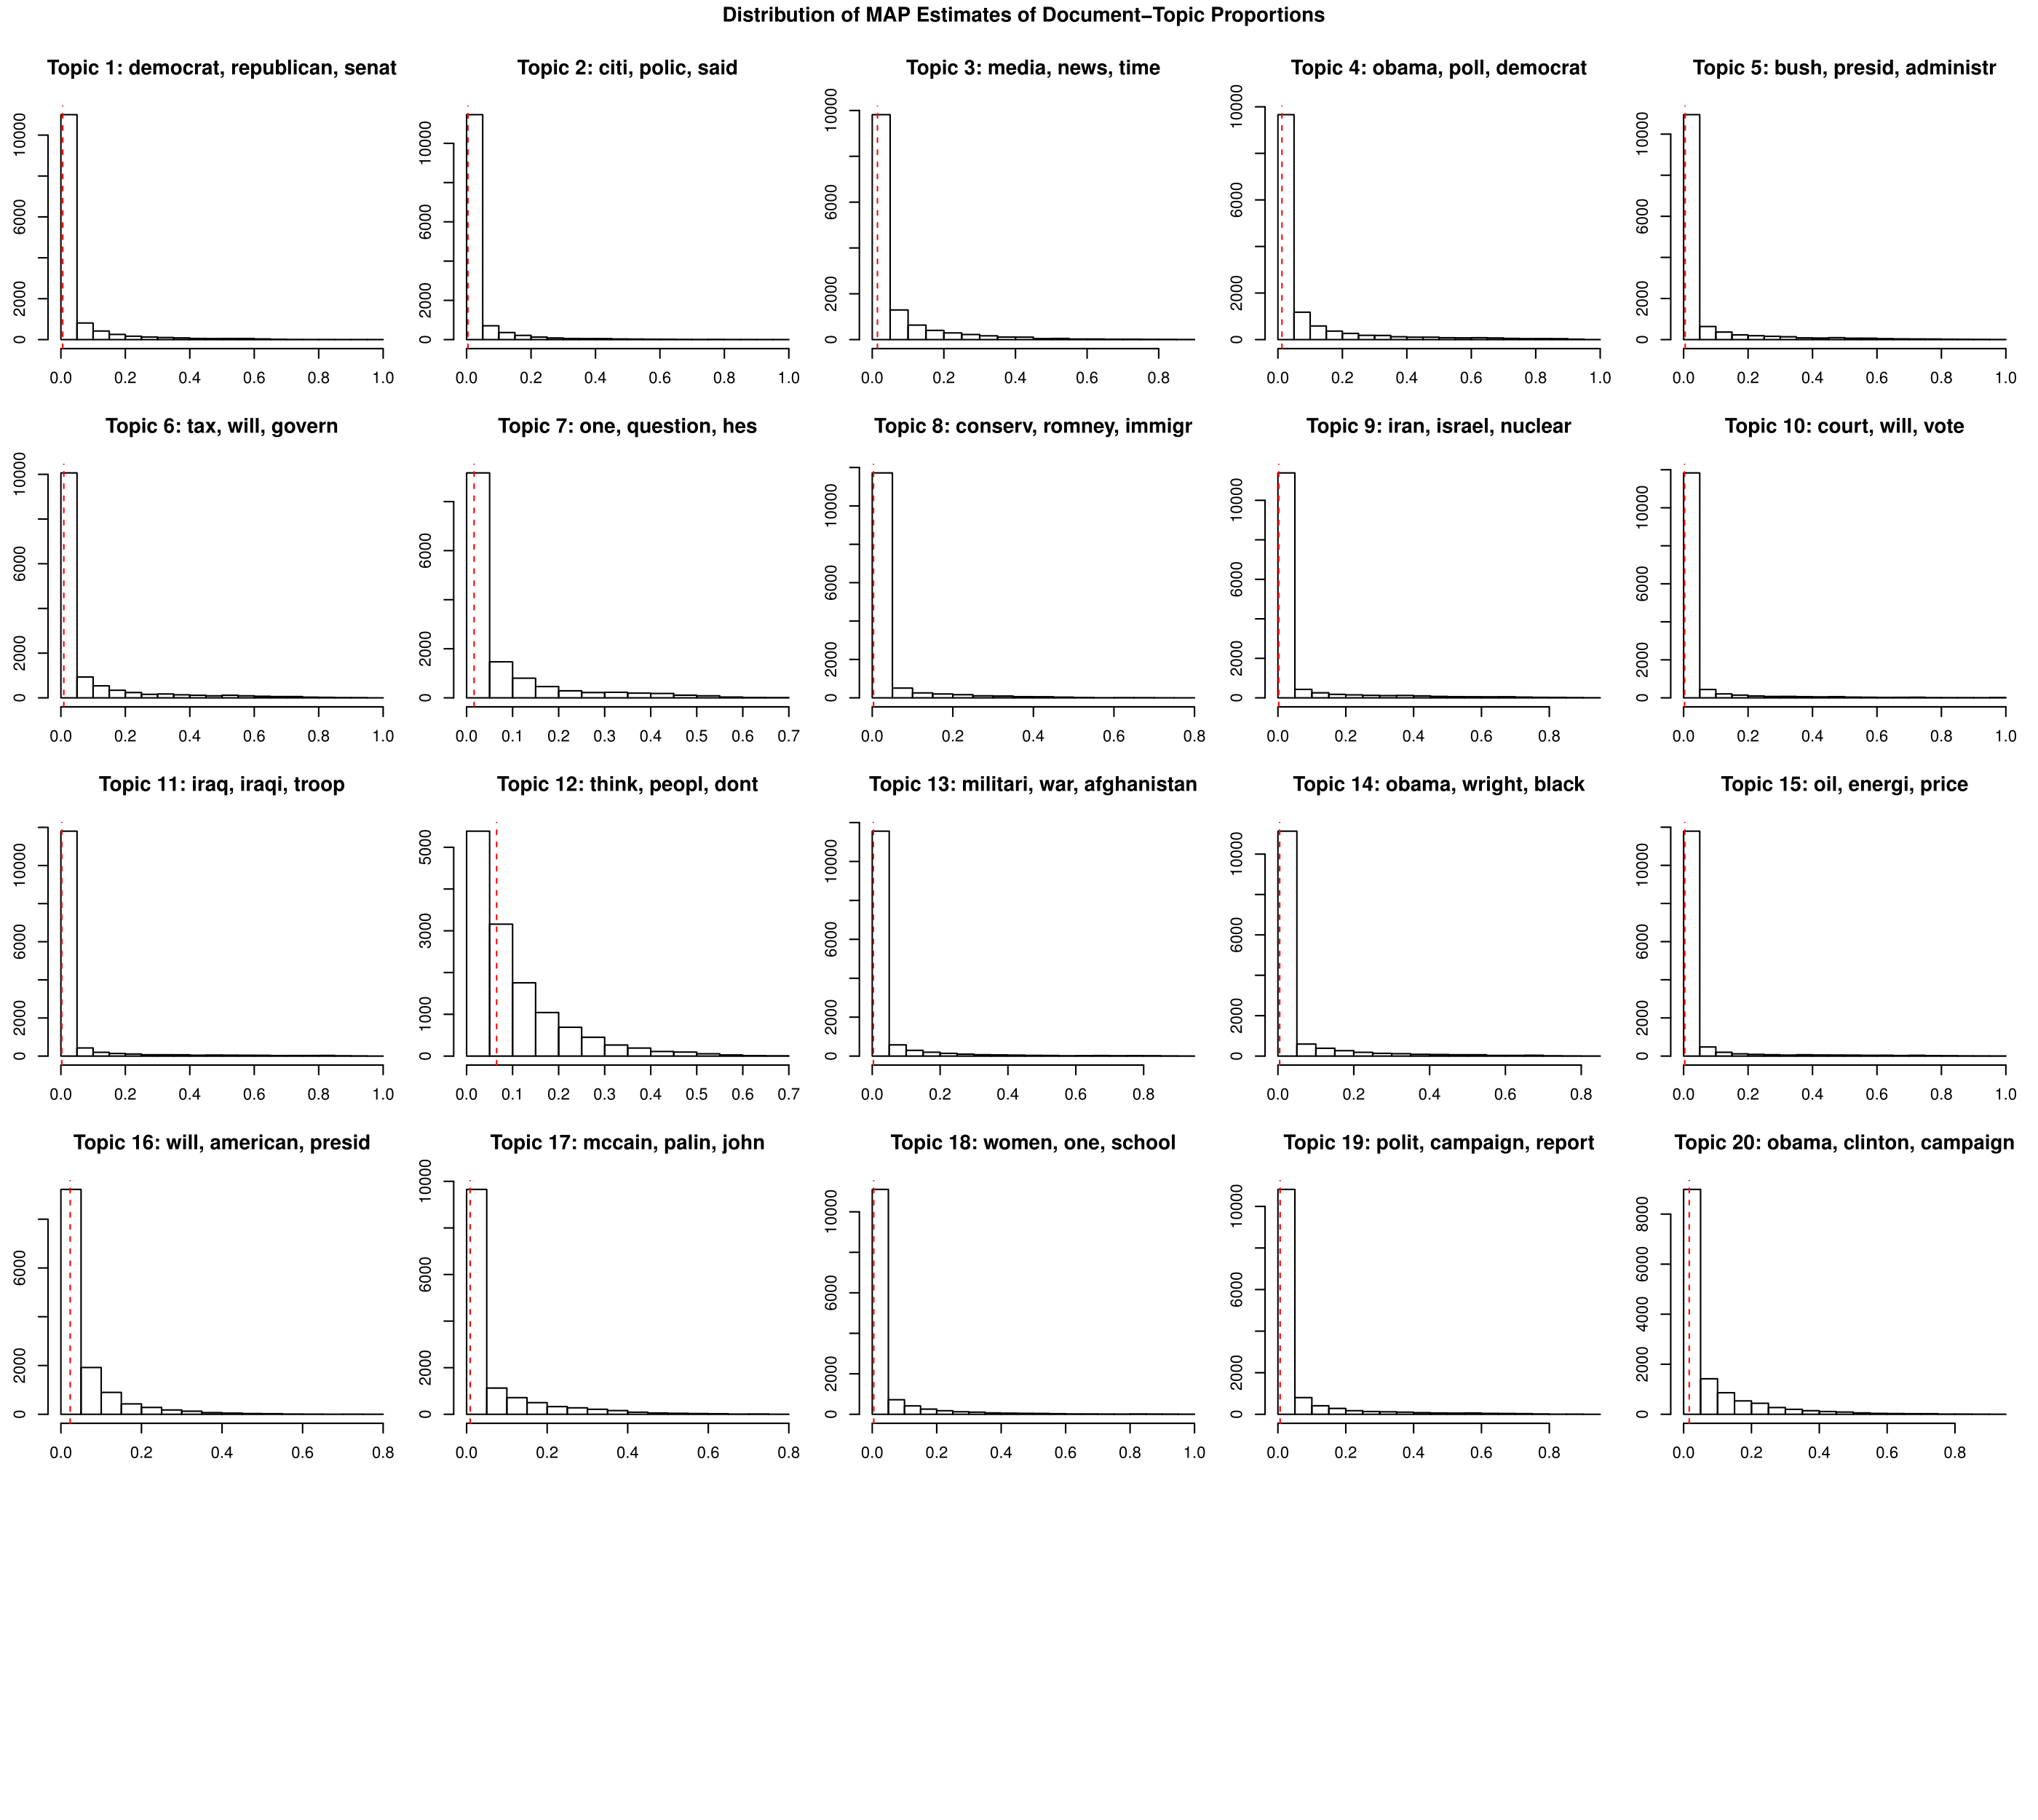 Distribution of MAP Estimates of Document−Topic Proportions
Topic 1: democrat, republican, senat
0 2000 6000 10000
0.0 0.2 0.4 0.6 0.8 1.0
Topic 2: citi, polic, said
0 2000 6000 10000
0.0 0.2 0.4 0.6 0.8 1.0
Topic 3: media, news, time
0 2000 6000 10000
0.0 0.2 0.4 0.6 0.8
Topic 4: obama, poll, democrat
0 2000 6000 10000
0.0 0.2 0.4 0.6 0.8 1.0
Topic 5: bush, presid, administr
0 2000 6000 10000
0.0 0.2 0.4 0.6 0.8 1.0
Topic 6: tax, will, govern
0 2000 6000 10000
0.0 0.2 0.4 0.6 0.8 1.0
Topic 7: one, question, hes
0 2000 6000
0.0 0.1 0.2 0.3 0.4 0.5 0.6 0.7
Topic 8: conserv, romney, immigr
0 2000 6000 10000
0.0 0.2 0.4 0.6 0.8
Topic 9: iran, israel, nuclear
0 2000 6000 10000
0.0 0.2 0.4 0.6 0.8
Topic 10: court, will, vote
0 2000 6000 10000
0.0 0.2 0.4 0.6 0.8 1.0
Topic 11: iraq, iraqi, troop
0 2000 6000 10000
0.0 0.2 0.4 0.6 0.8 1.0
Topic 12: think, peopl, dont
0 1000 3000 5000
0.0 0.1 0.2 0.3 0.4 0.5 0.6 0.7
Topic 13: militari, war, afghanistan
0 2000 6000 10000
0.0 0.2 0.4 0.6 0.8
Topic 14: obama, wright, black
0 2000 6000 10000
0.0 0.2 0.4 0.6 0.8
Topic 15: oil, energi, price
0 2000 6000 10000
0.0 0.2 0.4 0.6 0.8 1.0
Topic 16: will, american, presid
0 2000 6000
0.0 0.2 0.4 0.6 0.8
Topic 17: mccain, palin, john
0 2000 6000 10000
0.0 0.2 0.4 0.6 0.8
Topic 18: women, one, school
0 2000 6000 10000
0.0 0.2 0.4 0.6 0.8 1.0
Topic 19: polit, campaign, report
0 2000 6000 10000
0.0 0.2 0.4 0.6 0.8
Topic 20: obama, clinton, campaign
0 2000 4000 6000 8000
0.0 0.2 0.4 0.6 0.8